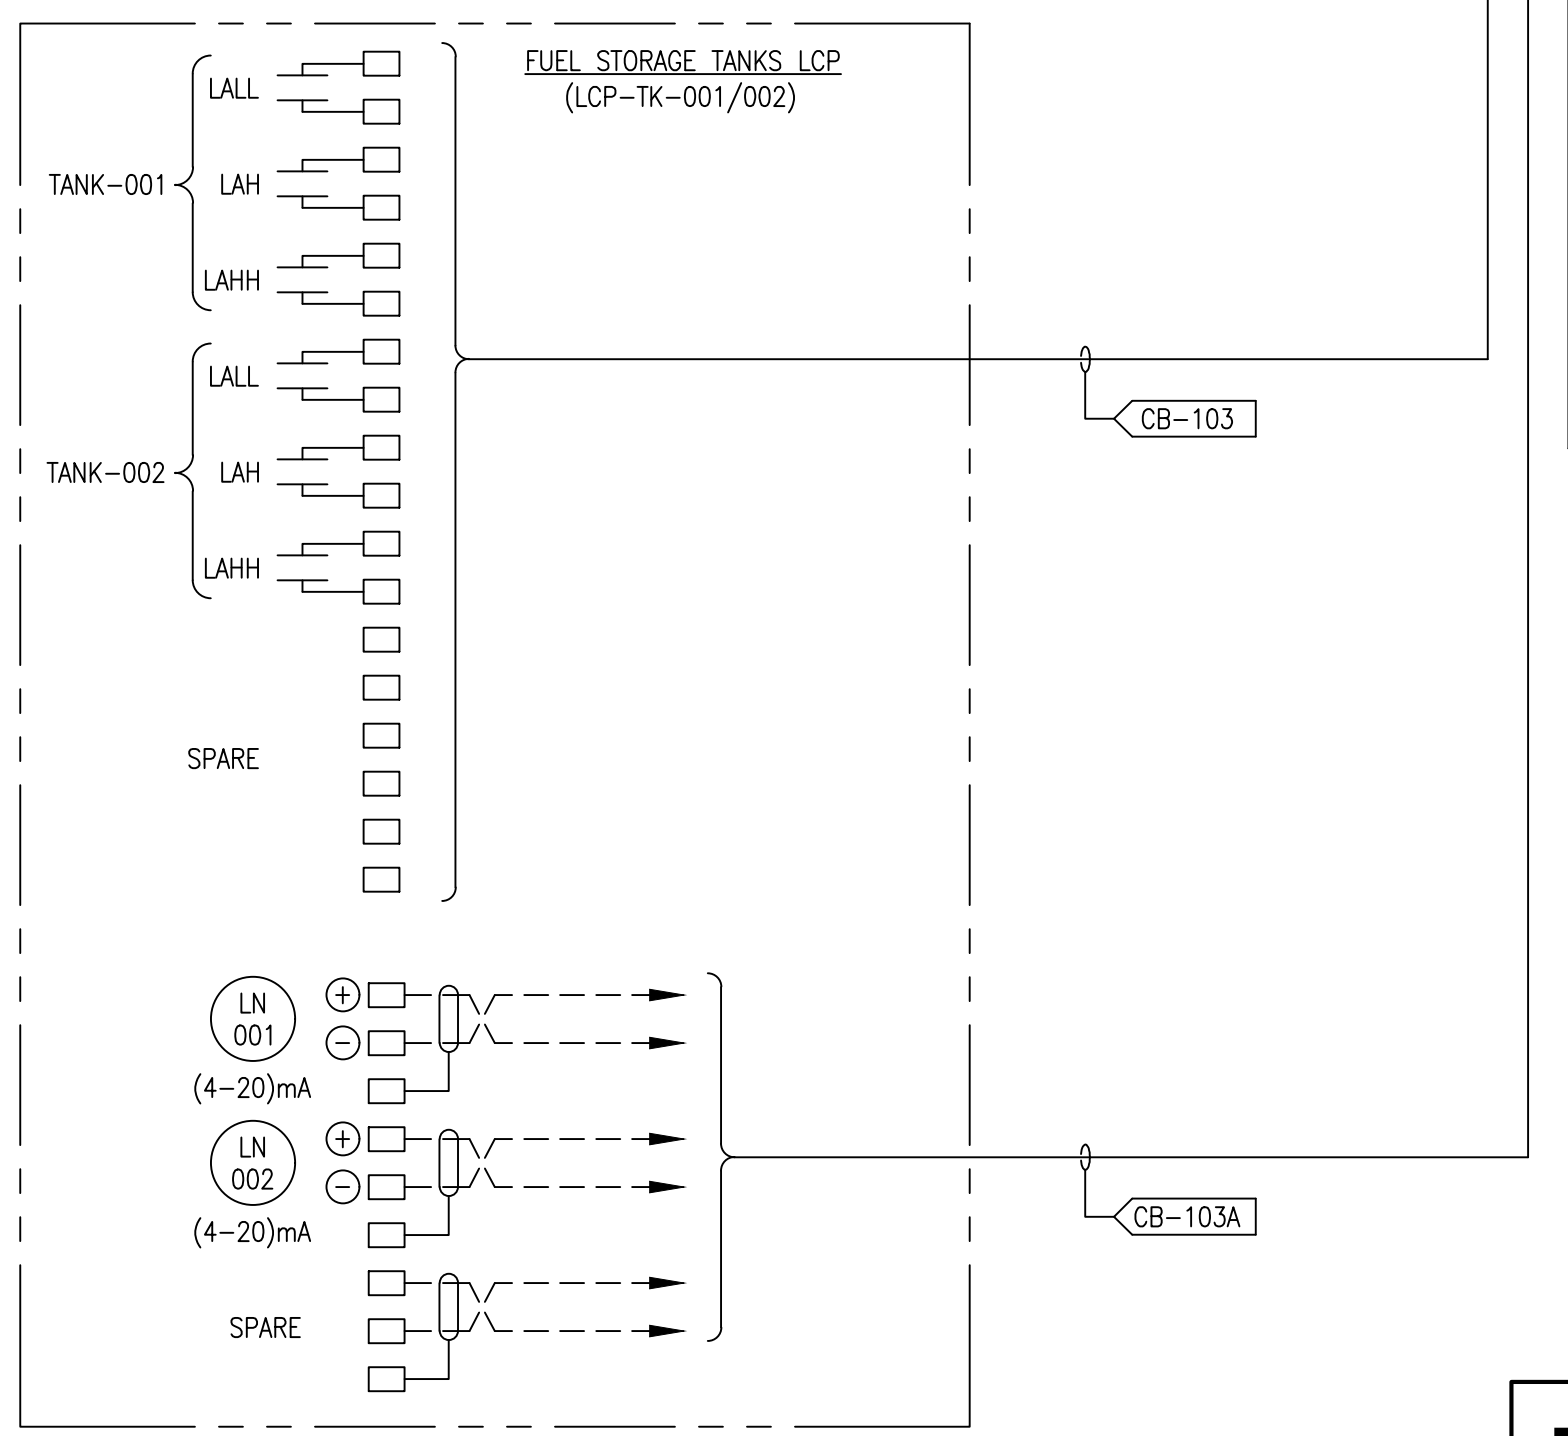 FUEL STORAGE TANKS LCP
(LCP-TK-001/002)
TANK-001
LALL
LAH
LAHH
TANK-002
LALL
LAH
LAHH
SPARE
CB-103
LN
001
+
-
(4-20)mA
LN
002
+
-
(4-20)mA
SPARE
CB-103A